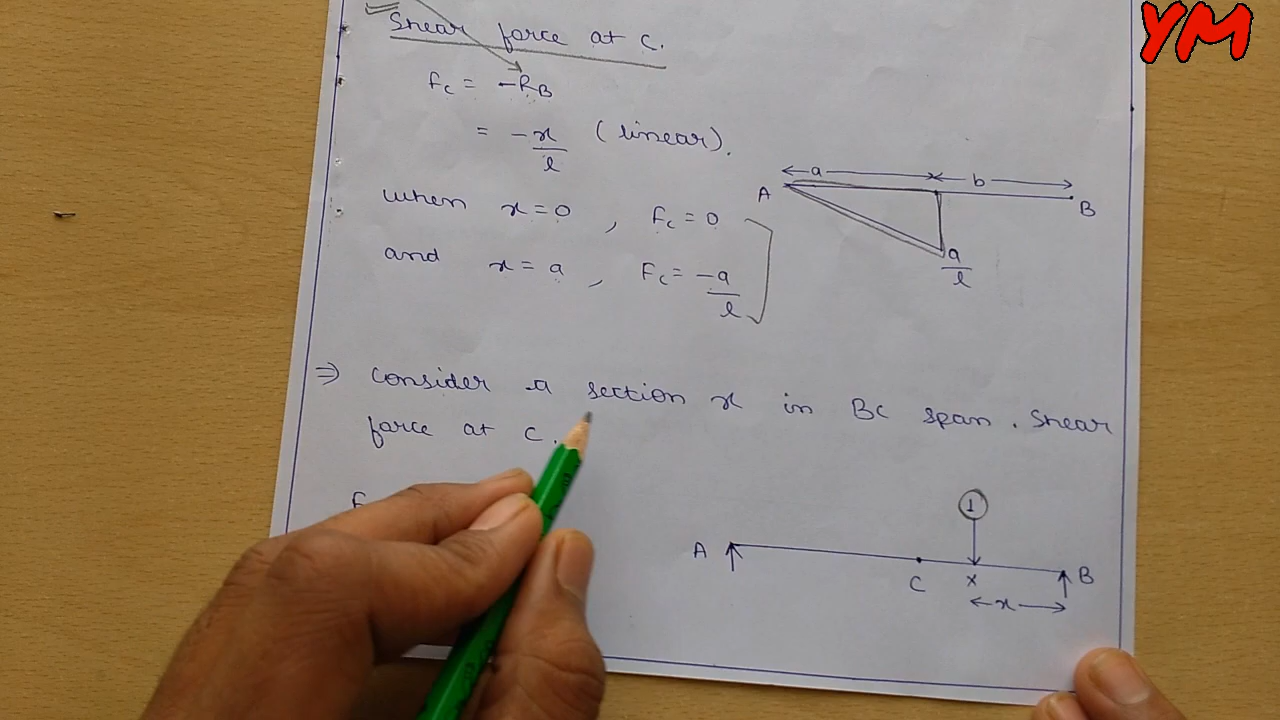 YM
Shear force at C.
Fc = -RB
= -x/l (linear).
when x=0, Fc=0
and x=a, Fc=-a/l
A a b B
a/l
⇒ consider a section x in BC span. Shear
force at C.
F
1
A C x B
x